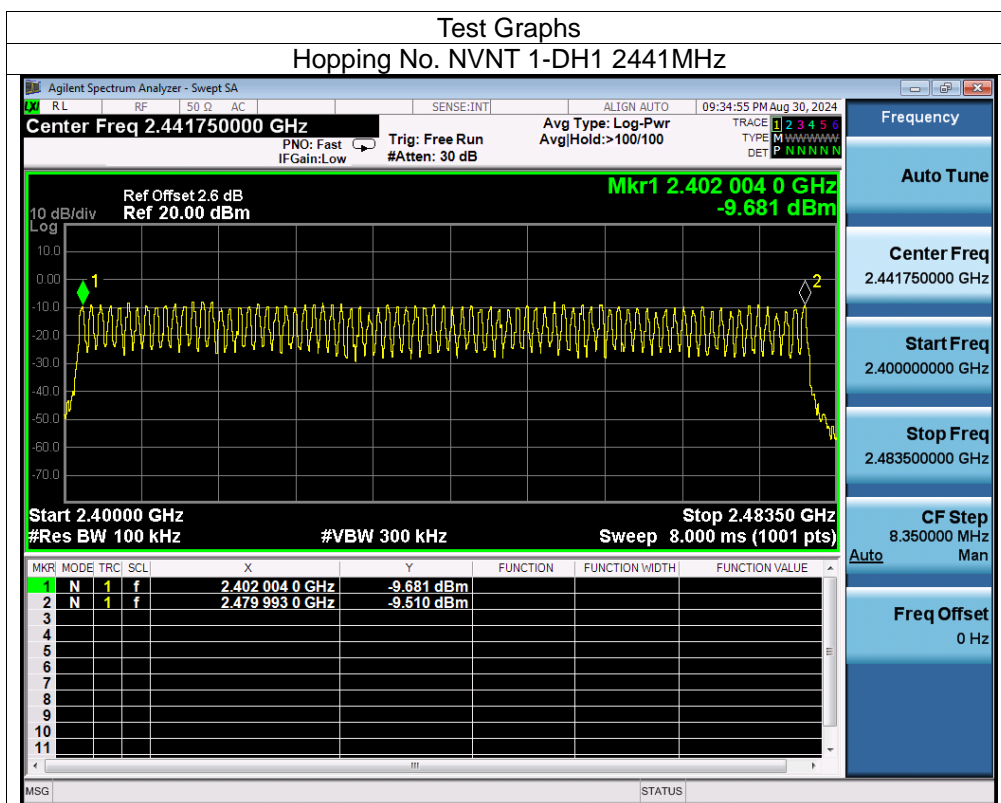 Test Graphs
Hopping No. NVNT 1-DH1 2441MHz
Agilent Spectrum Analyzer - Swept SA
LXI RL RF 50 Ω AC SENSE:INT ALIGN AUTO 09:34:55 PM Aug 30, 2024
Center Freq 2.441750000 GHz
PNO: Fast
IFGain:Low
Trig: Free Run
#Atten: 30 dB
Avg Type: Log-Pwr
Avg|Hold:>100/100
TRACE 1 2 3 4 5 6
TYPE M WWWWW
DET P N N N N N
Mkr1 2.402 004 0 GHz
-9.681 dBm
Ref Offset 2.6 dB
10 dB/div Ref 20.00 dBm
Log
10.0
0.00
-10.0
-20.0
-30.0
-40.0
-50.0
-60.0
-70.0
1
2
Start 2.40000 GHz Stop 2.48350 GHz
#Res BW 100 kHz #VBW 300 kHz Sweep 8.000 ms (1001 pts)
MKR MODE TRC SCL X Y FUNCTION FUNCTION WIDTH FUNCTION VALUE
1 N 1 f 2.402 004 0 GHz -9.681 dBm
2 N 1 f 2.479 993 0 GHz -9.510 dBm
3
4
5
6
7
8
9
10
11
MSG STATUS
Frequency
Auto Tune
Center Freq
2.441750000 GHz
Start Freq
2.400000000 GHz
Stop Freq
2.483500000 GHz
CF Step
8.350000 MHz
Auto Man
Freq Offset
0 Hz